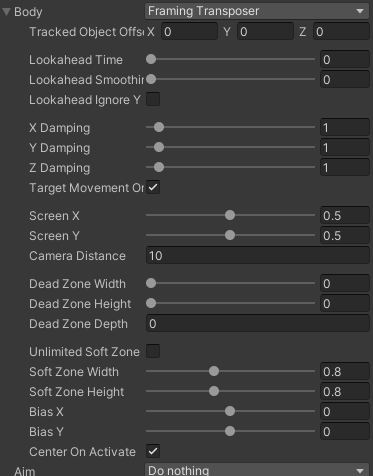 Body Framing Transposer
Tracked Object Offse X 0 Y 0 Z 0
Lookahead Time 0
Lookahead Smoothin 0
Lookahead Ignore Y
X Damping 1
Y Damping 1
Z Damping 1
Target Movement On
Screen X 0.5
Screen Y 0.5
Camera Distance 10
Dead Zone Width 0
Dead Zone Height 0
Dead Zone Depth 0
Unlimited Soft Zone
Soft Zone Width 0.8
Soft Zone Height 0.8
Bias X 0
Bias Y 0
Center On Activate
Aim Do nothing